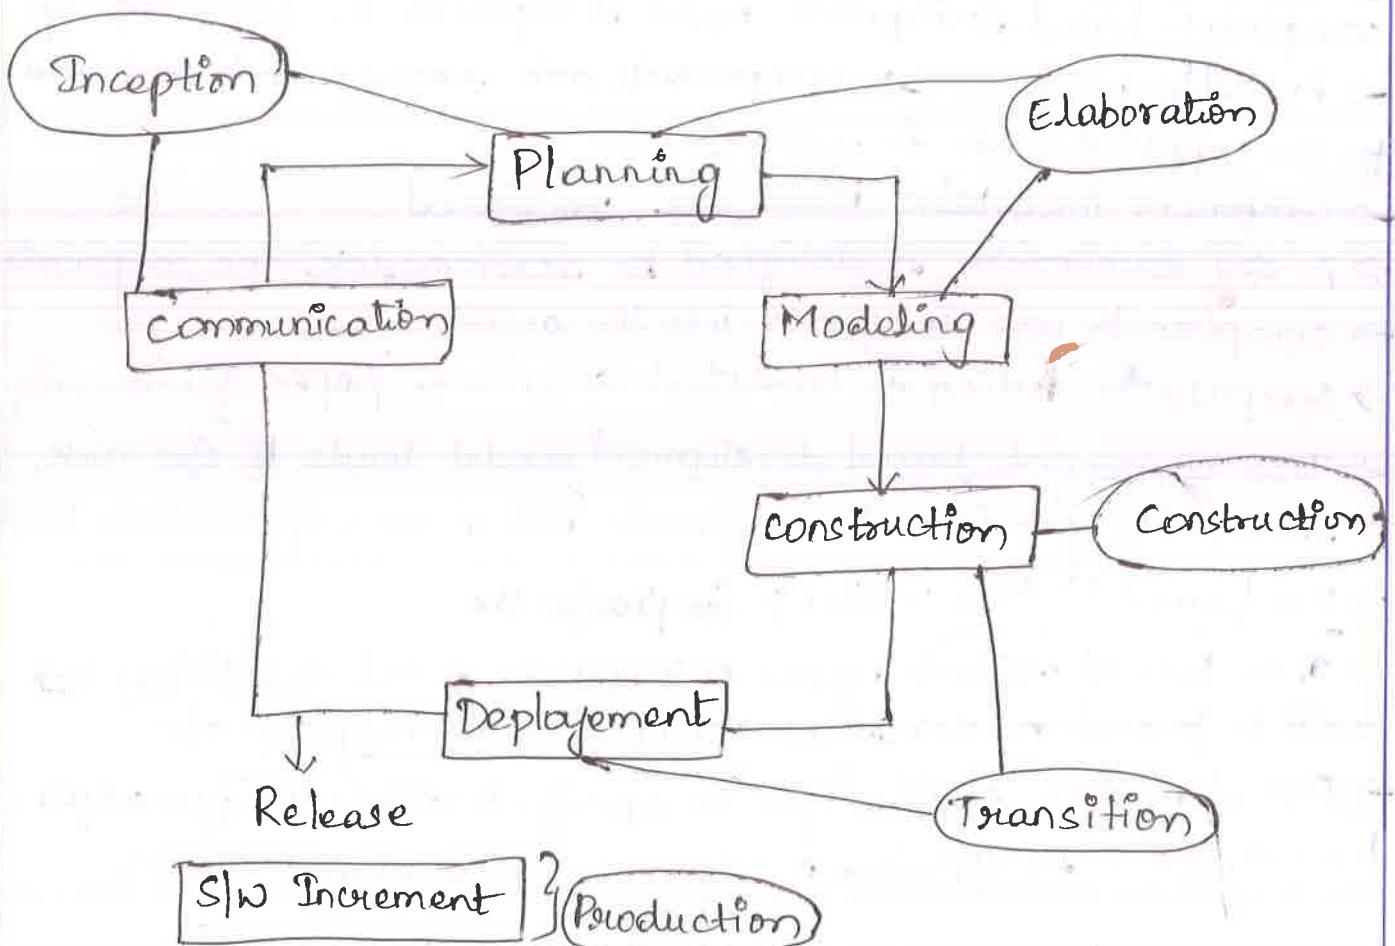 Inception
Elaboration
Planning
Communication
Modeling
Construction
Construction
Deployement
Release
Transition
S/W Increment
Production